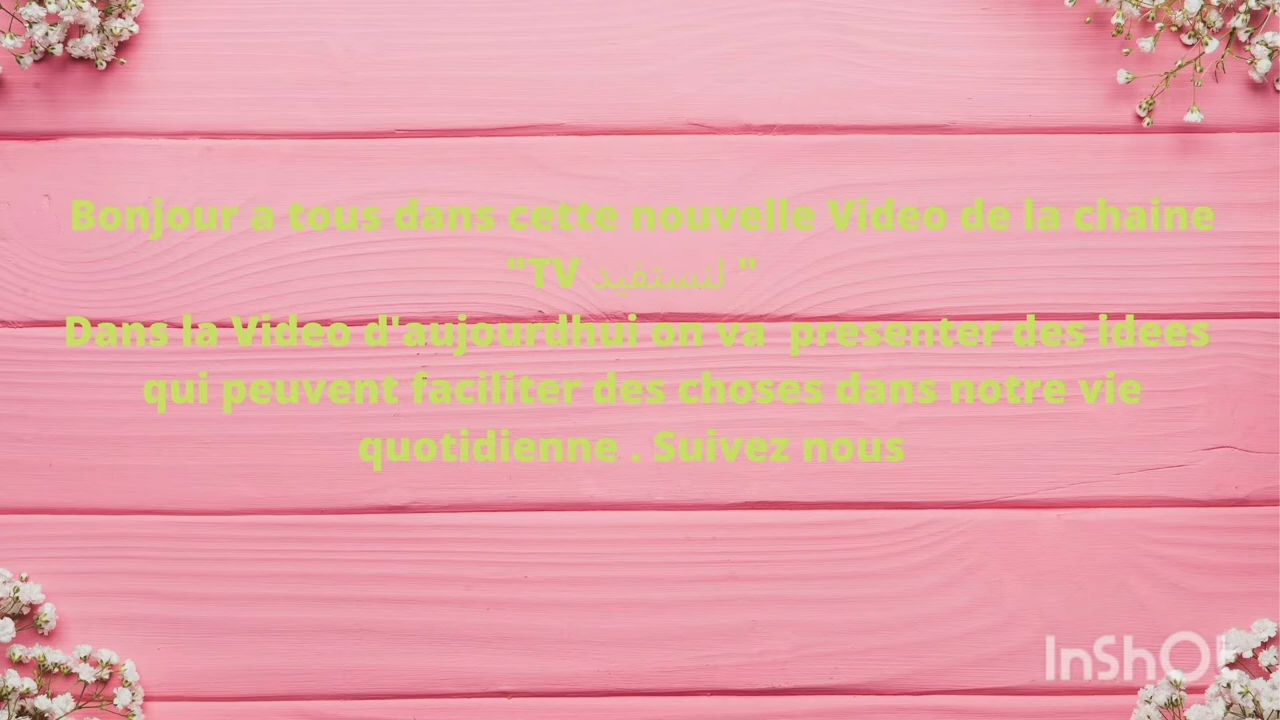 Bonjour a tous dans cette nouvelle Video de la chaine
"TV لنستفيد "
Dans la Video d'aujourdhui on va presenter des idees
qui peuvent faciliter des choses dans notre vie
quotidienne . Suivez nous
InShOt